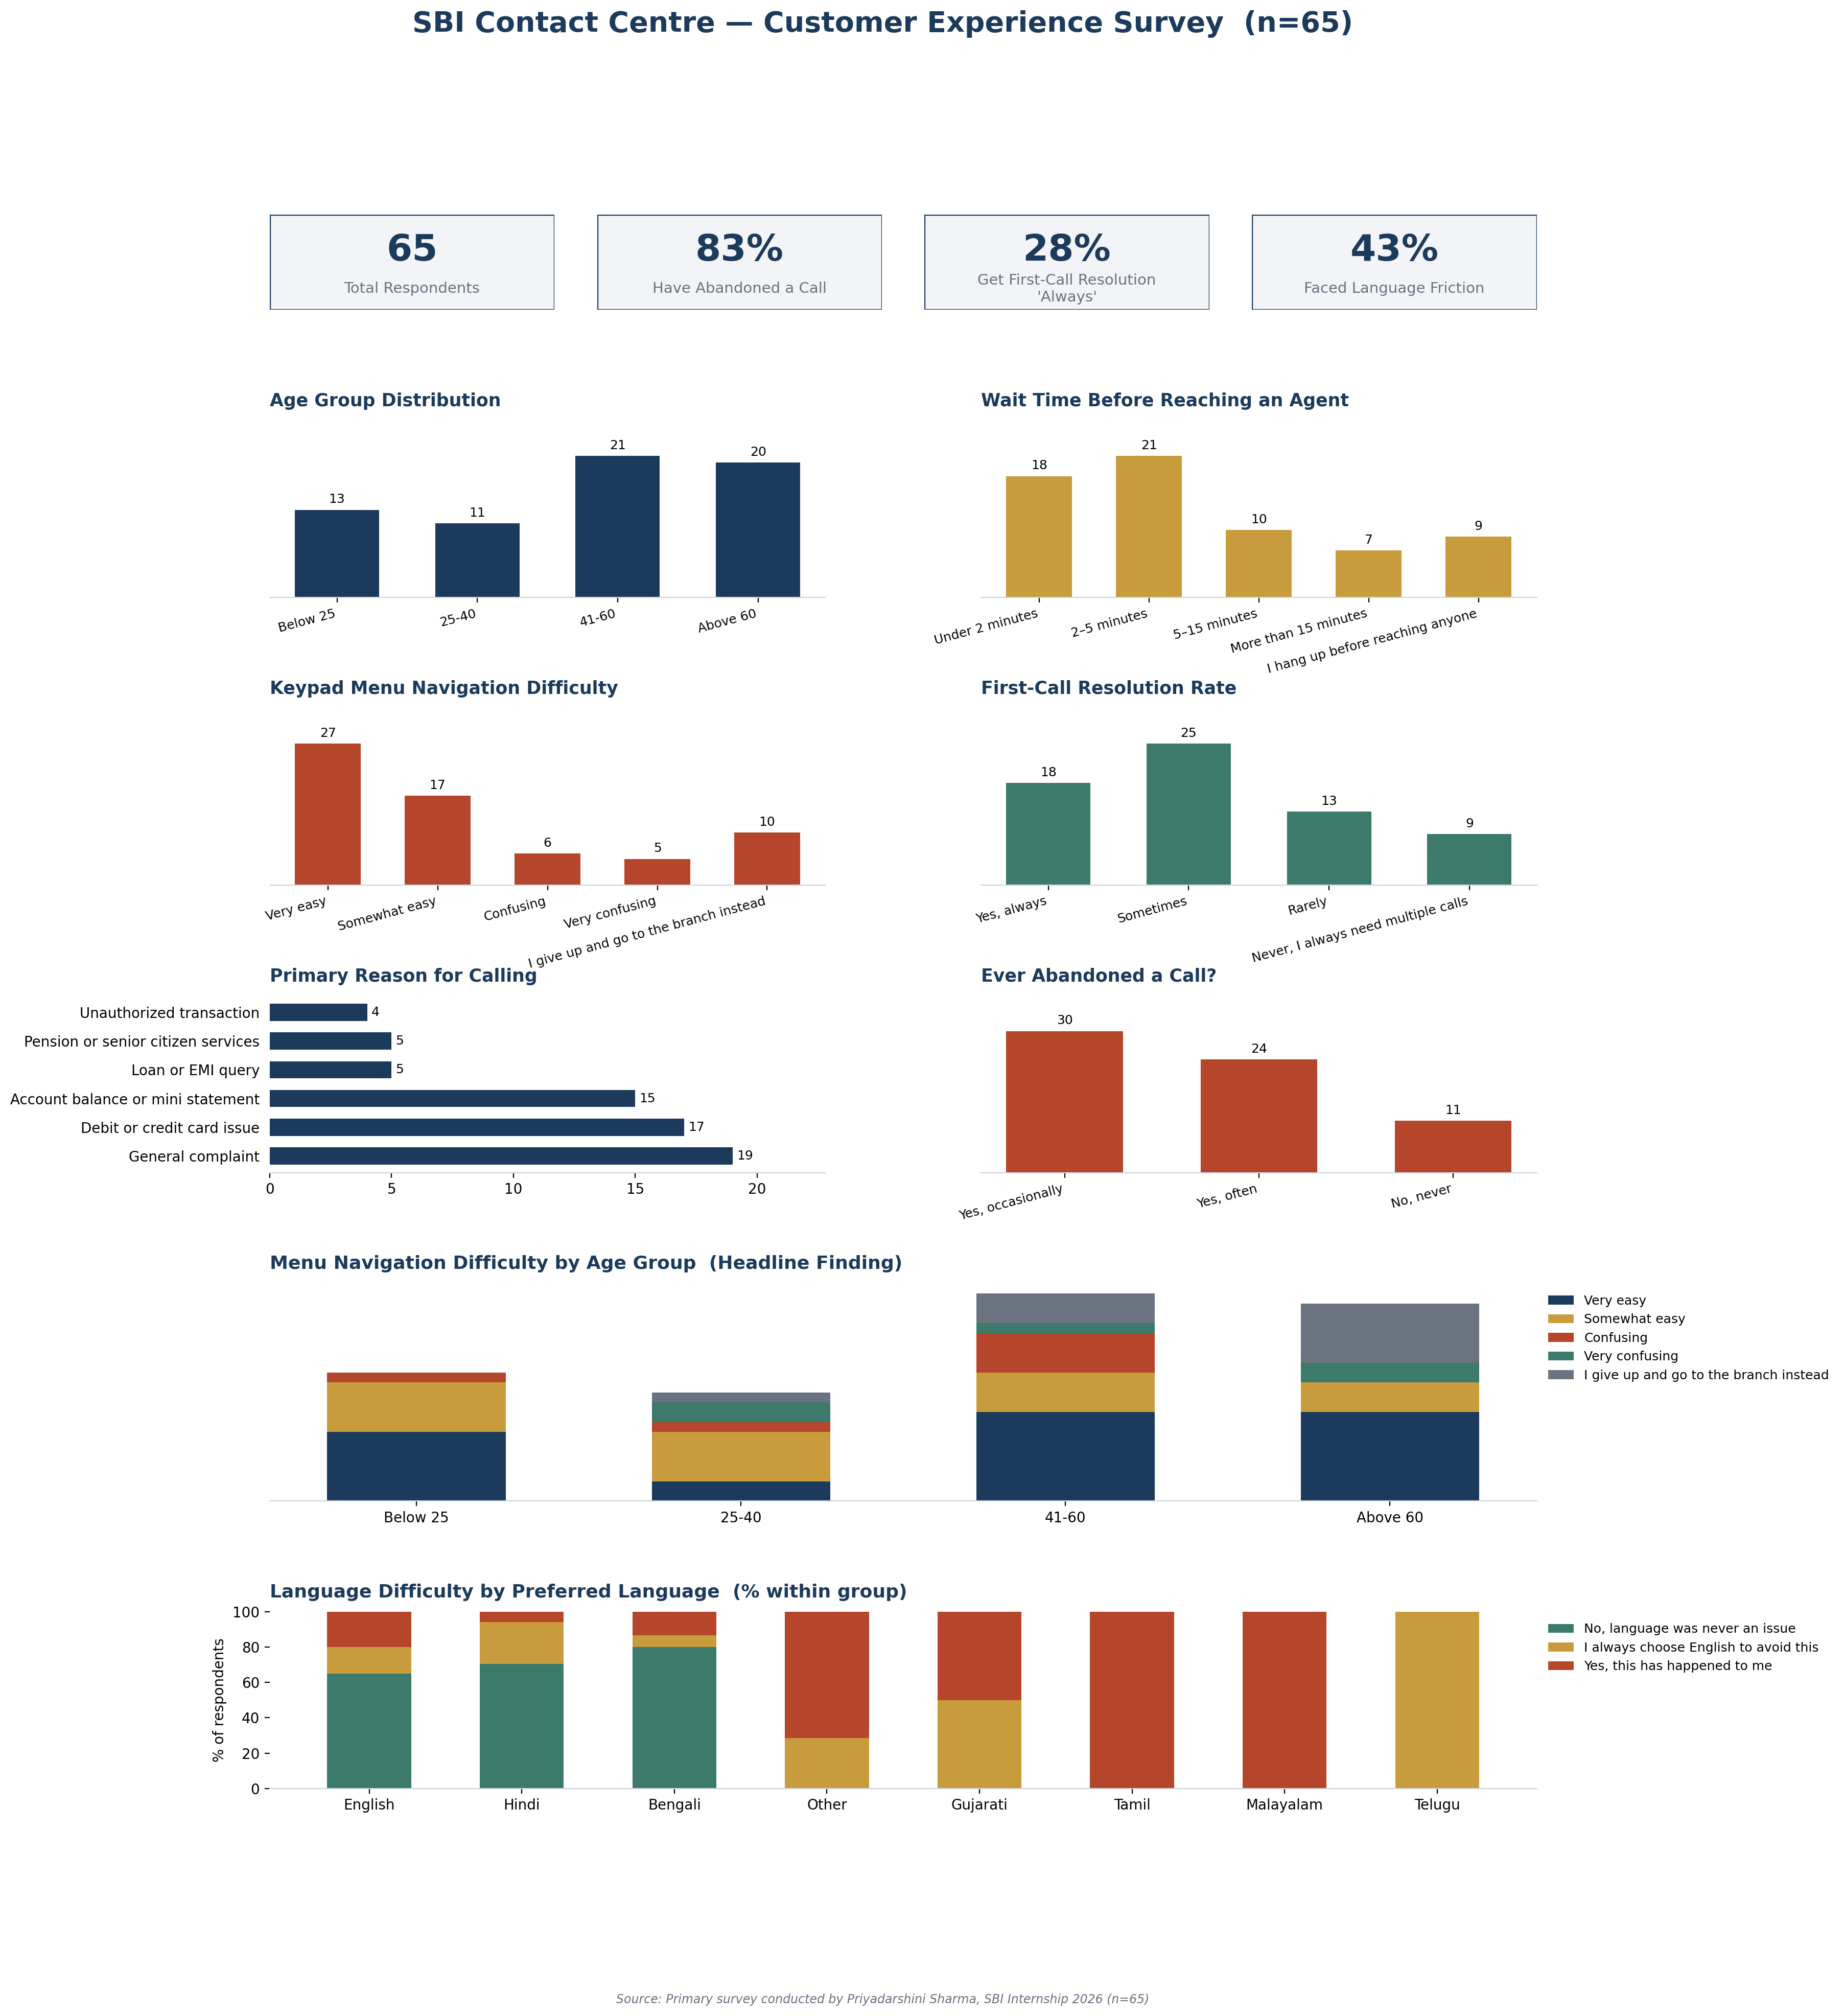 SBI Contact Centre — Customer Experience Survey (n=65)
65
Total Respondents
83%
Have Abandoned a Call
28%
Get First-Call Resolution
'Always'
43%
Faced Language Friction
Age Group Distribution
13
11
21
20
Below 25
25-40
41-60
Above 60
Wait Time Before Reaching an Agent
18
21
10
7
9
Under 2 minutes
2–5 minutes
5–15 minutes
More than 15 minutes
I hang up before reaching anyone
Keypad Menu Navigation Difficulty
27
17
6
5
10
Very easy
Somewhat easy
Confusing
Very confusing
I give up and go to the branch instead
First-Call Resolution Rate
18
25
13
9
Yes, always
Sometimes
Rarely
Never, I always need multiple calls
Primary Reason for Calling
Unauthorized transaction
4
Pension or senior citizen services
5
Loan or EMI query
5
Account balance or mini statement
15
Debit or credit card issue
17
General complaint
19
0
5
10
15
20
Ever Abandoned a Call?
30
24
11
Yes, occasionally
Yes, often
No, never
Menu Navigation Difficulty by Age Group (Headline Finding)
Very easy
Somewhat easy
Confusing
Very confusing
I give up and go to the branch instead
Below 25
25-40
41-60
Above 60
Language Difficulty by Preferred Language (% within group)
% of respondents
100
80
60
40
20
0
No, language was never an issue
I always choose English to avoid this
Yes, this has happened to me
English
Hindi
Bengali
Other
Gujarati
Tamil
Malayalam
Telugu
Source: Primary survey conducted by Priyadarshini Sharma, SBI Internship 2026 (n=65)